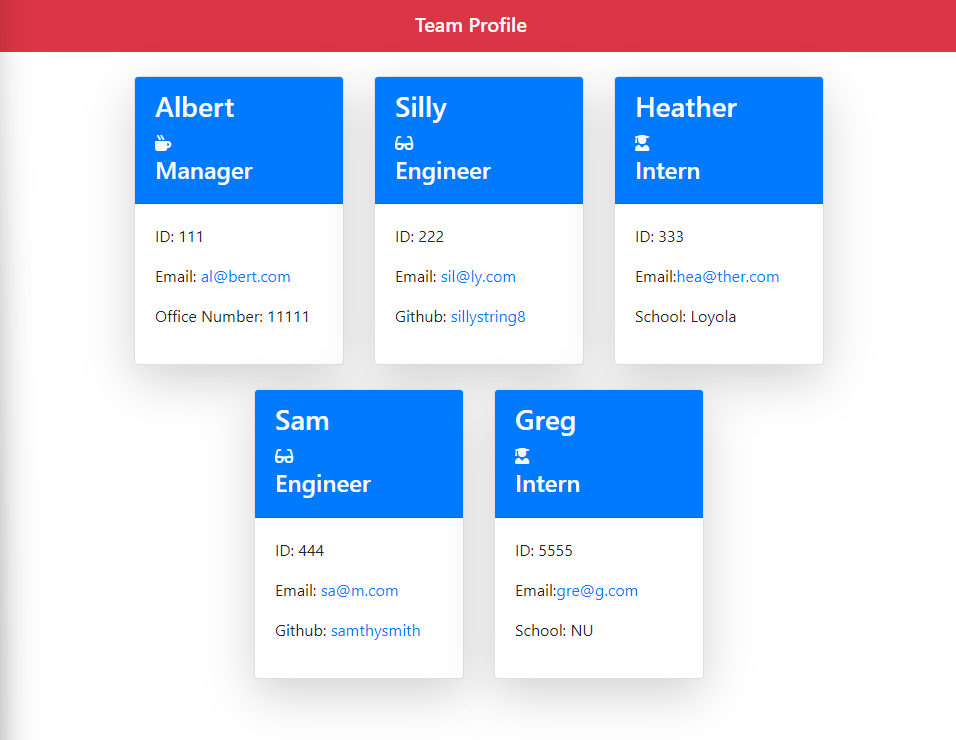 Team Profile
Albert
Manager
ID: 111
Email: al@bert.com
Office Number: 11111
Silly
Engineer
ID: 222
Email: sil@ly.com
Github: sillystring8
Heather
Intern
ID: 333
Email:hea@ther.com
School: Loyola
Sam
Engineer
ID: 444
Email: sa@m.com
Github: samthysmith
Greg
Intern
ID: 5555
Email:gre@g.com
School: NU